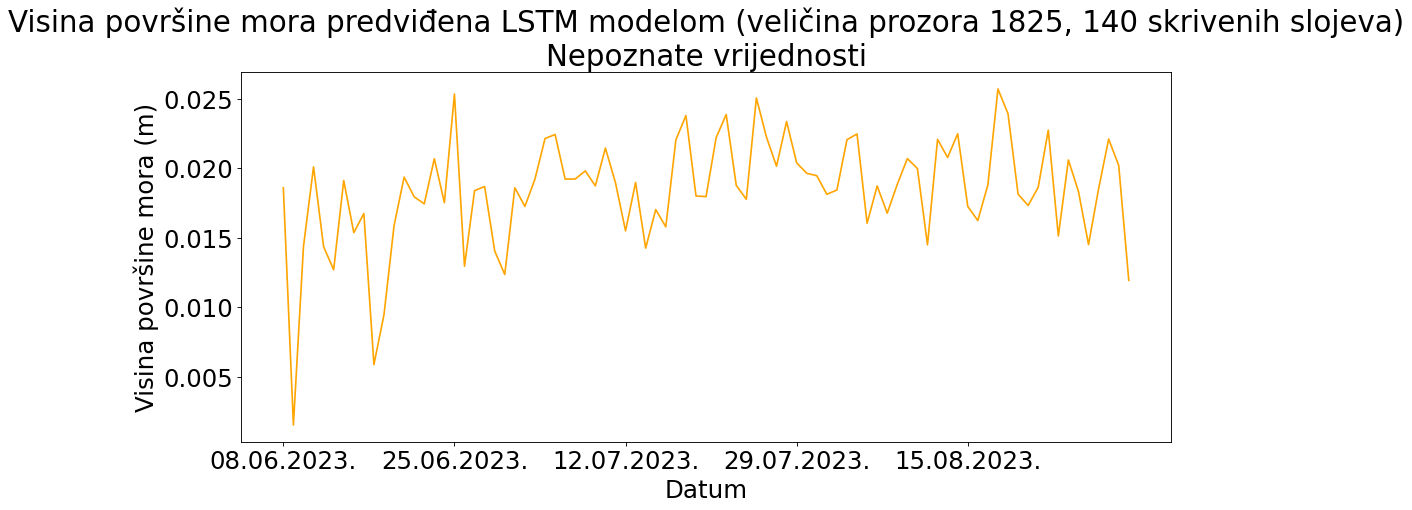 Visina površine mora predviđena LSTM modelom (veličina prozora 1825, 140 skrivenih slojeva)
Nepoznate vrijednosti
Visina površine mora (m)
0.025
0.020
0.015
0.010
0.005
08.06.2023. 25.06.2023. 12.07.2023. 29.07.2023. 15.08.2023.
Datum